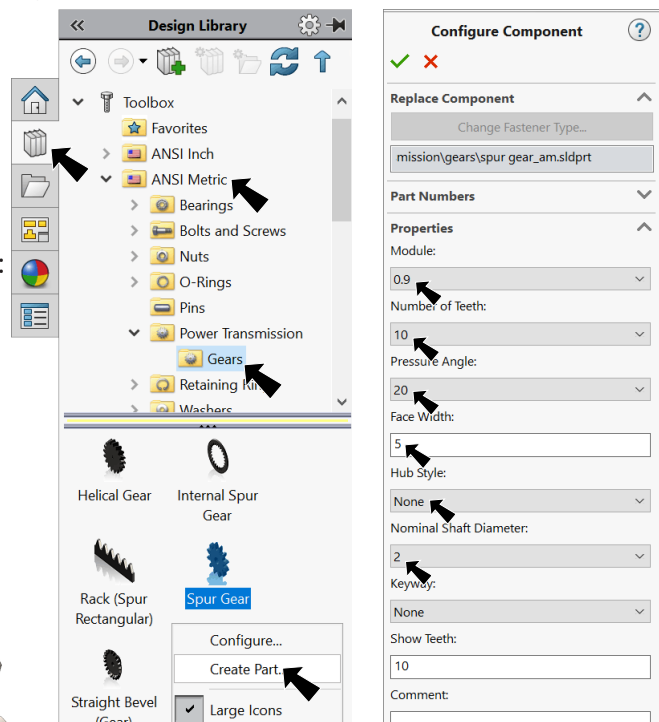 Design Library
Toolbox
Favorites
ANSI Inch
ANSI Metric
Bearings
Bolts and Screws
Nuts
O-Rings
Pins
Power Transmission
Gears
Retaining
Washers
Helical Gear
Internal Spur
Gear
Rack (Spur
Rectangular)
Spur Gear
Configure...
Create Part...
Straight Bevel
(Gear)
Large Icons
:
Configure Component
?
Replace Component
Change Fastener Type...
mission\gears\spur gear_am.sldprt
Part Numbers
Properties
Module:
0.9
Number of Teeth:
10
Pressure Angle:
20
Face Width:
5
Hub Style:
None
Nominal Shaft Diameter:
2
Keyway:
None
Show Teeth:
10
Comment: